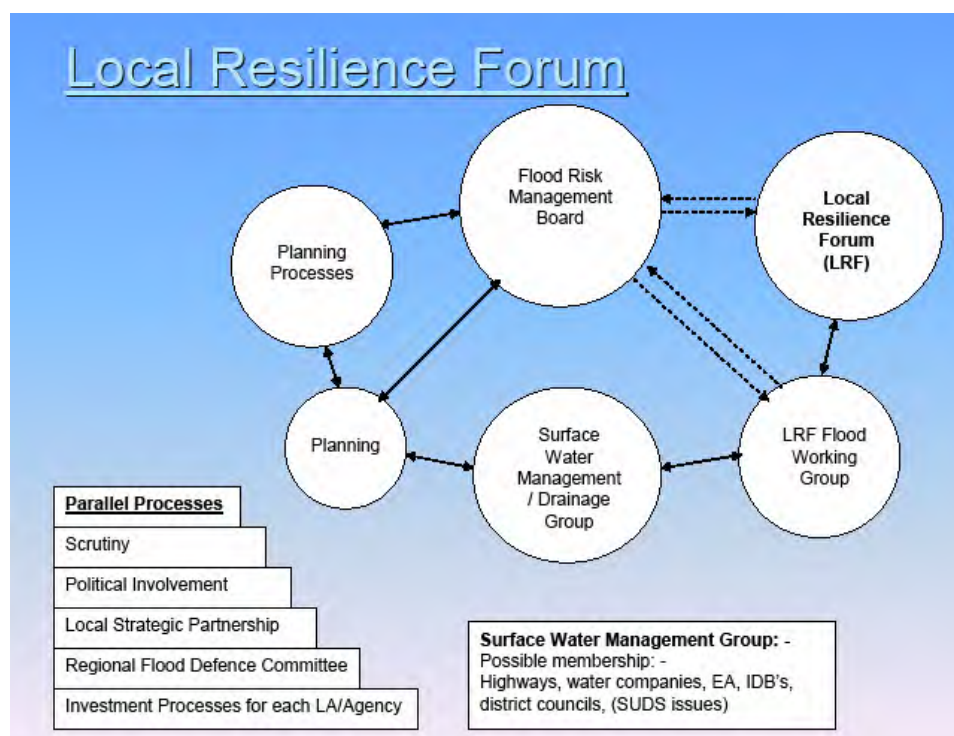 Local Resilience Forum
Flood Risk
Management
Board
Local
Resilience
Forum
(LRF)
Planning
Processes
Planning
Surface
Water
Management
/ Drainage
Group
LRF Flood
Working
Group
Parallel Processes
Scrutiny
Political Involvement
Local Strategic Partnership
Regional Flood Defence Committee
Investment Processes for each LA/Agency
Surface Water Management Group: -
Possible membership: -
Highways, water companies, EA, IDB's,
district councils, (SUDS issues)